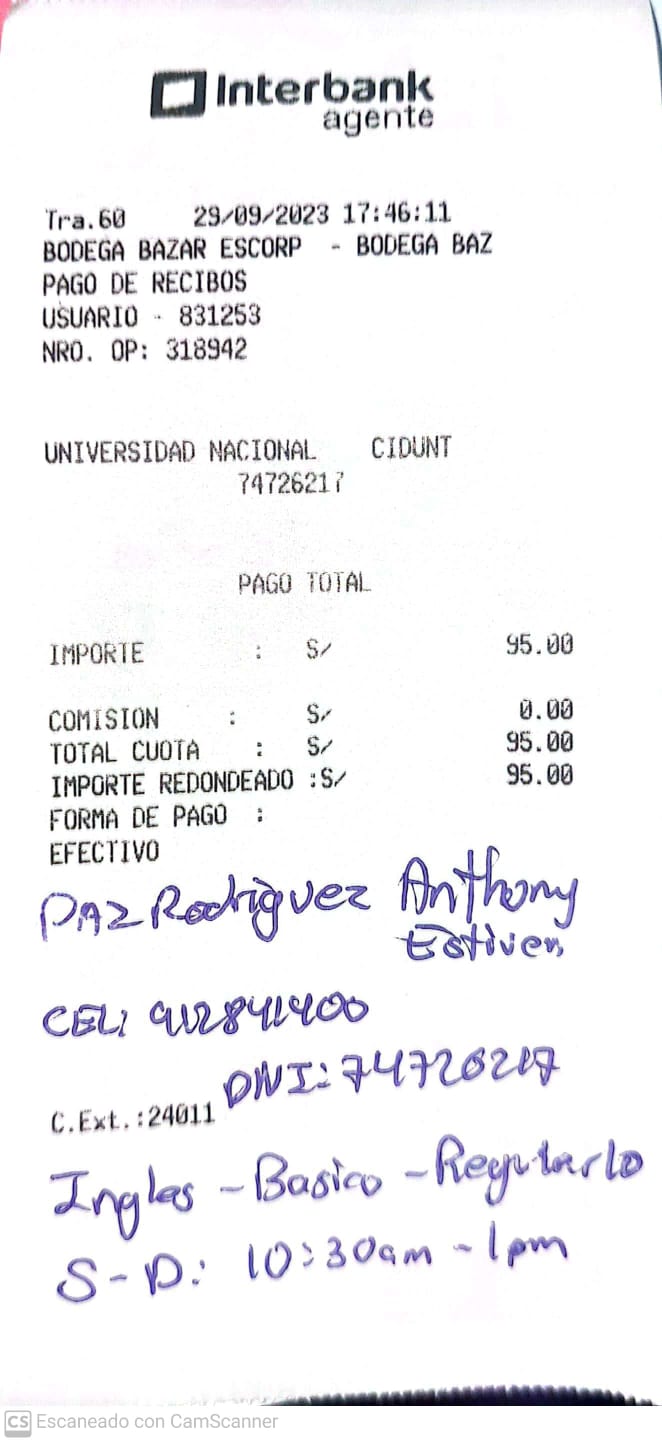 Interbank
agente
Tra.60 29/09/2023 17:46:11
BODEGA BAZAR ESCORP - BODEGA BAZ
PAGO DE RECIBOS
USUARIO - 831253
NRO. OP: 318942
UNIVERSIDAD NACIONAL CIDUNT
74726217
PAGO TOTAL
IMPORTE : S/ 95.00
COMISION : S/ 0.00
TOTAL CUOTA : S/ 95.00
IMPORTE REDONDEADO :S/ 95.00
FORMA DE PAGO :
EFECTIVO
PAZ Rodriguez Anthony
Estiven
CEL: 912841400
DNI: 74726217
C.Ext.:24011
Ingles - Basico - Regular
S-D: 10:30am - 1pm
CS Escaneado con CamScanner